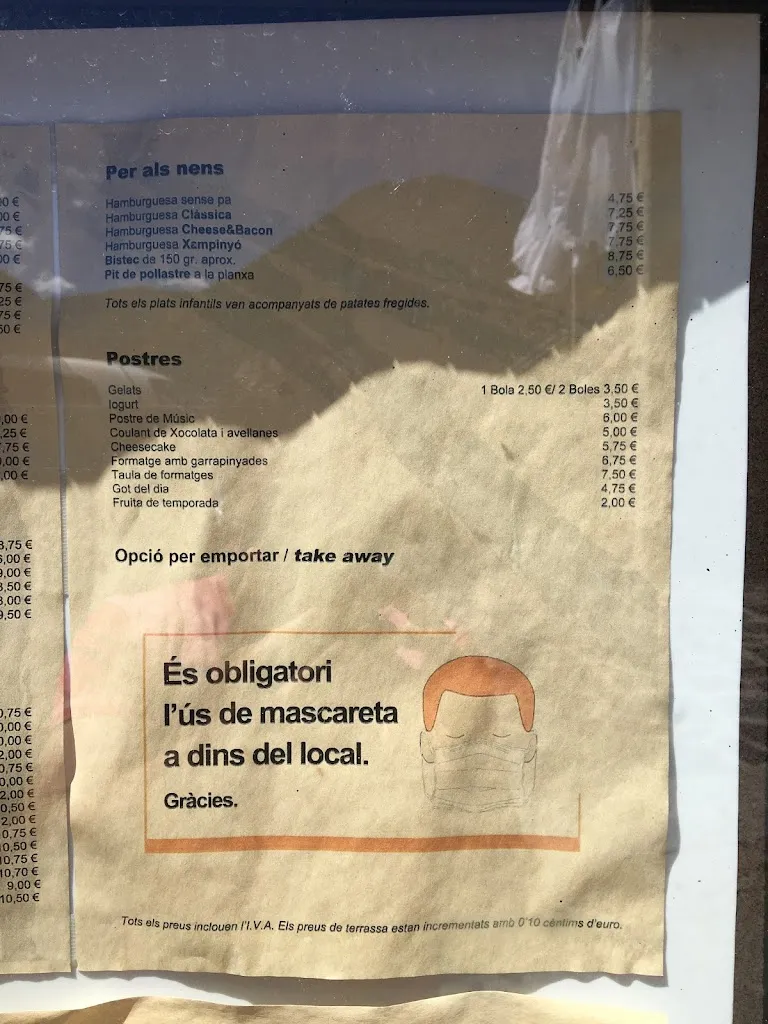 Per als nens
Hamburguesa sense pa 4,75 €
Hamburguesa Clàssica 7,25 €
Hamburguesa Cheese&Bacon 7,75 €
Hamburguesa Xampinyó 7,75 €
Bistec de 150 gr. aprox. 8,75 €
Pit de pollastre a la planxa 6,50 €
Tots els plats infantils van acompanyats de patates fregides.
Postres
Gelats 1 Bola 2,50 €/ 2 Boles 3,50 €
Iogurt 3,50 €
Postre de Músic 6,00 €
Coulant de Xocolata i avellanes 5,00 €
Cheesecake 5,75 €
Formatge amb garrapinyades 6,75 €
Taula de formatges 7,50 €
Got del dia 4,75 €
Fruita de temporada 2,00 €
Opció per emportar / take away
És obligatori
l'ús de mascareta
a dins del local.
Gràcies.
Tots els preus inclouen l'I.V.A. Els preus de terrassa estan incrementats amb 0'10 cèntims d'euro.
9,00 €
10,50 €